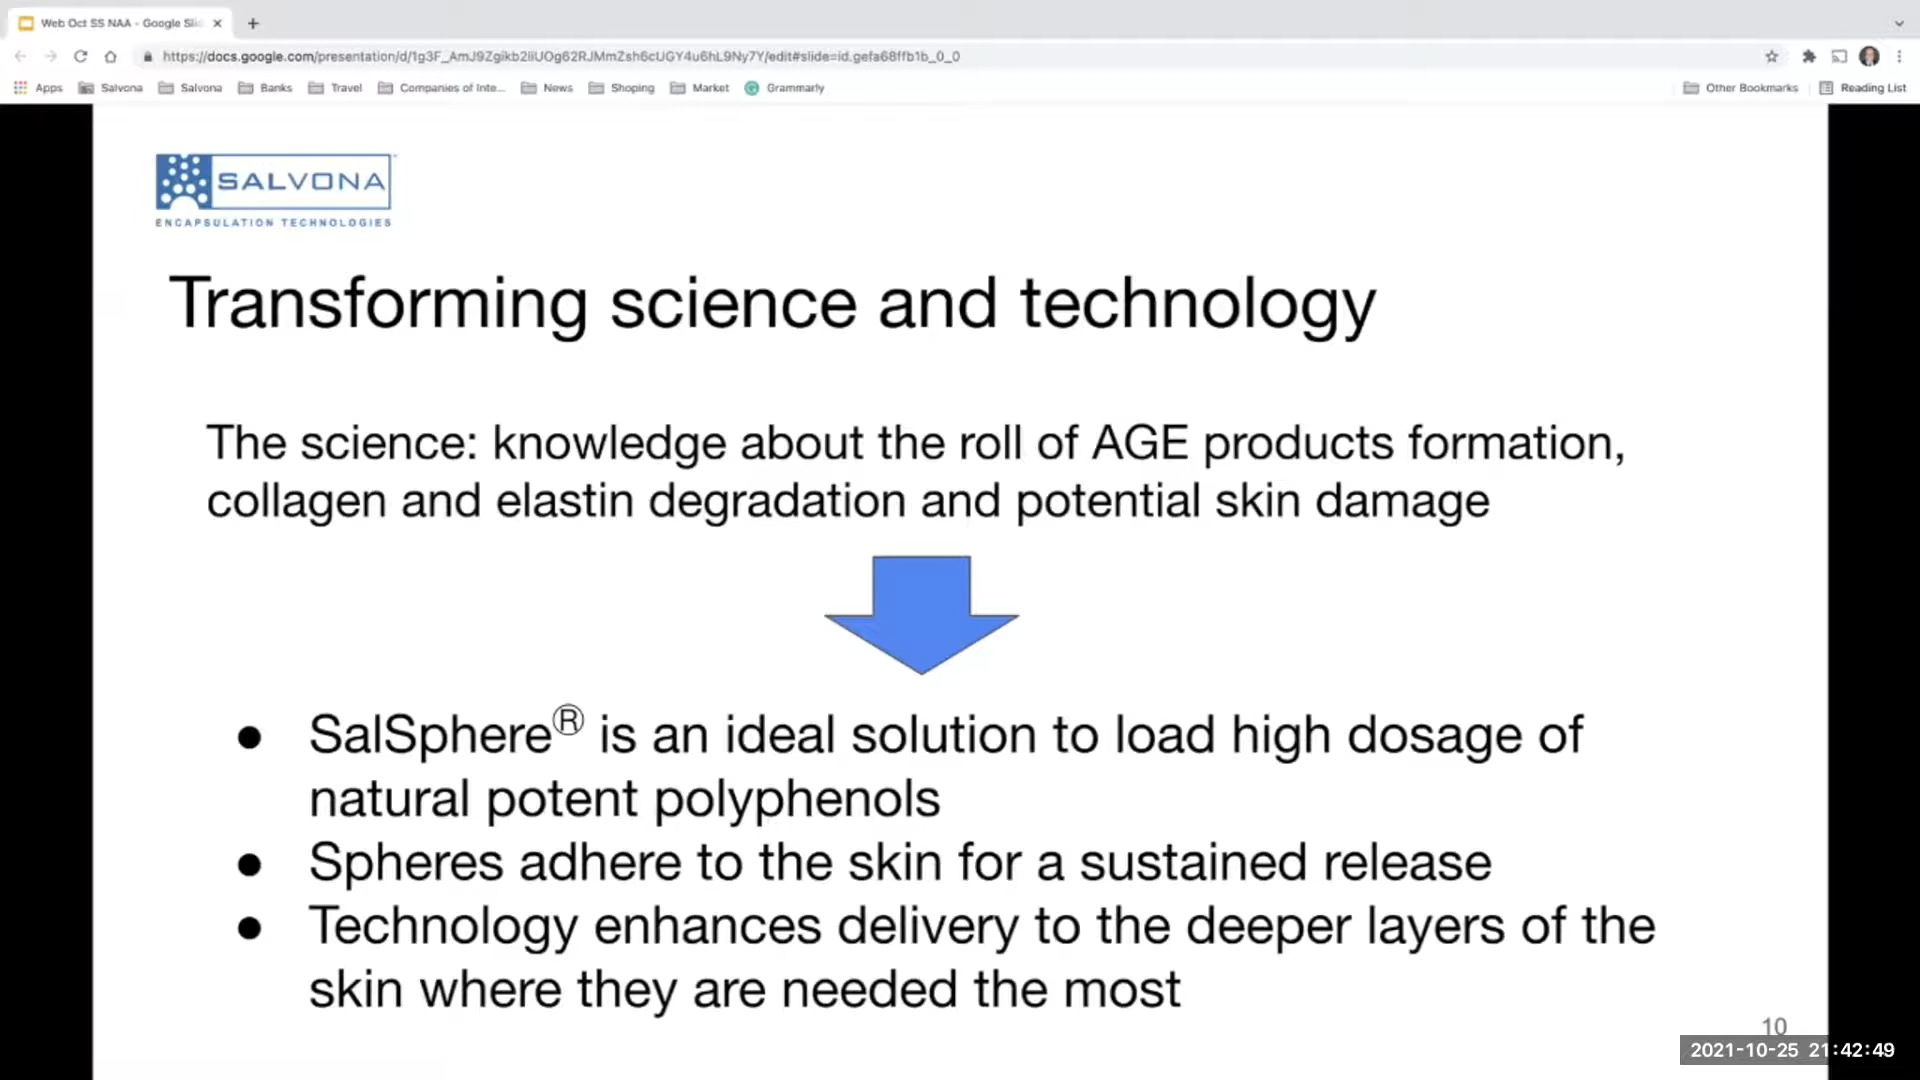 Web Oct SS NAA - Google Sli
https://docs.google.com/presentation/d/1g3F_AmJ9Zgikb2iiUOg62RJMmZsh6cUGY4u6hL9Ny7Y/edit#slide=id.gefa68ffb1b_0_0
Apps Salvona Salvona Banks Travel Companies of Inte... News Shoping Market Grammarly Other Bookmarks Reading List
SALVONA
ENCAPSULATION TECHNOLOGIES
Transforming science and technology
The science: knowledge about the roll of AGE products formation,
collagen and elastin degradation and potential skin damage
● SalSphere® is an ideal solution to load high dosage of
natural potent polyphenols
● Spheres adhere to the skin for a sustained release
● Technology enhances delivery to the deeper layers of the
skin where they are needed the most
10
2021-10-25 21:42:49